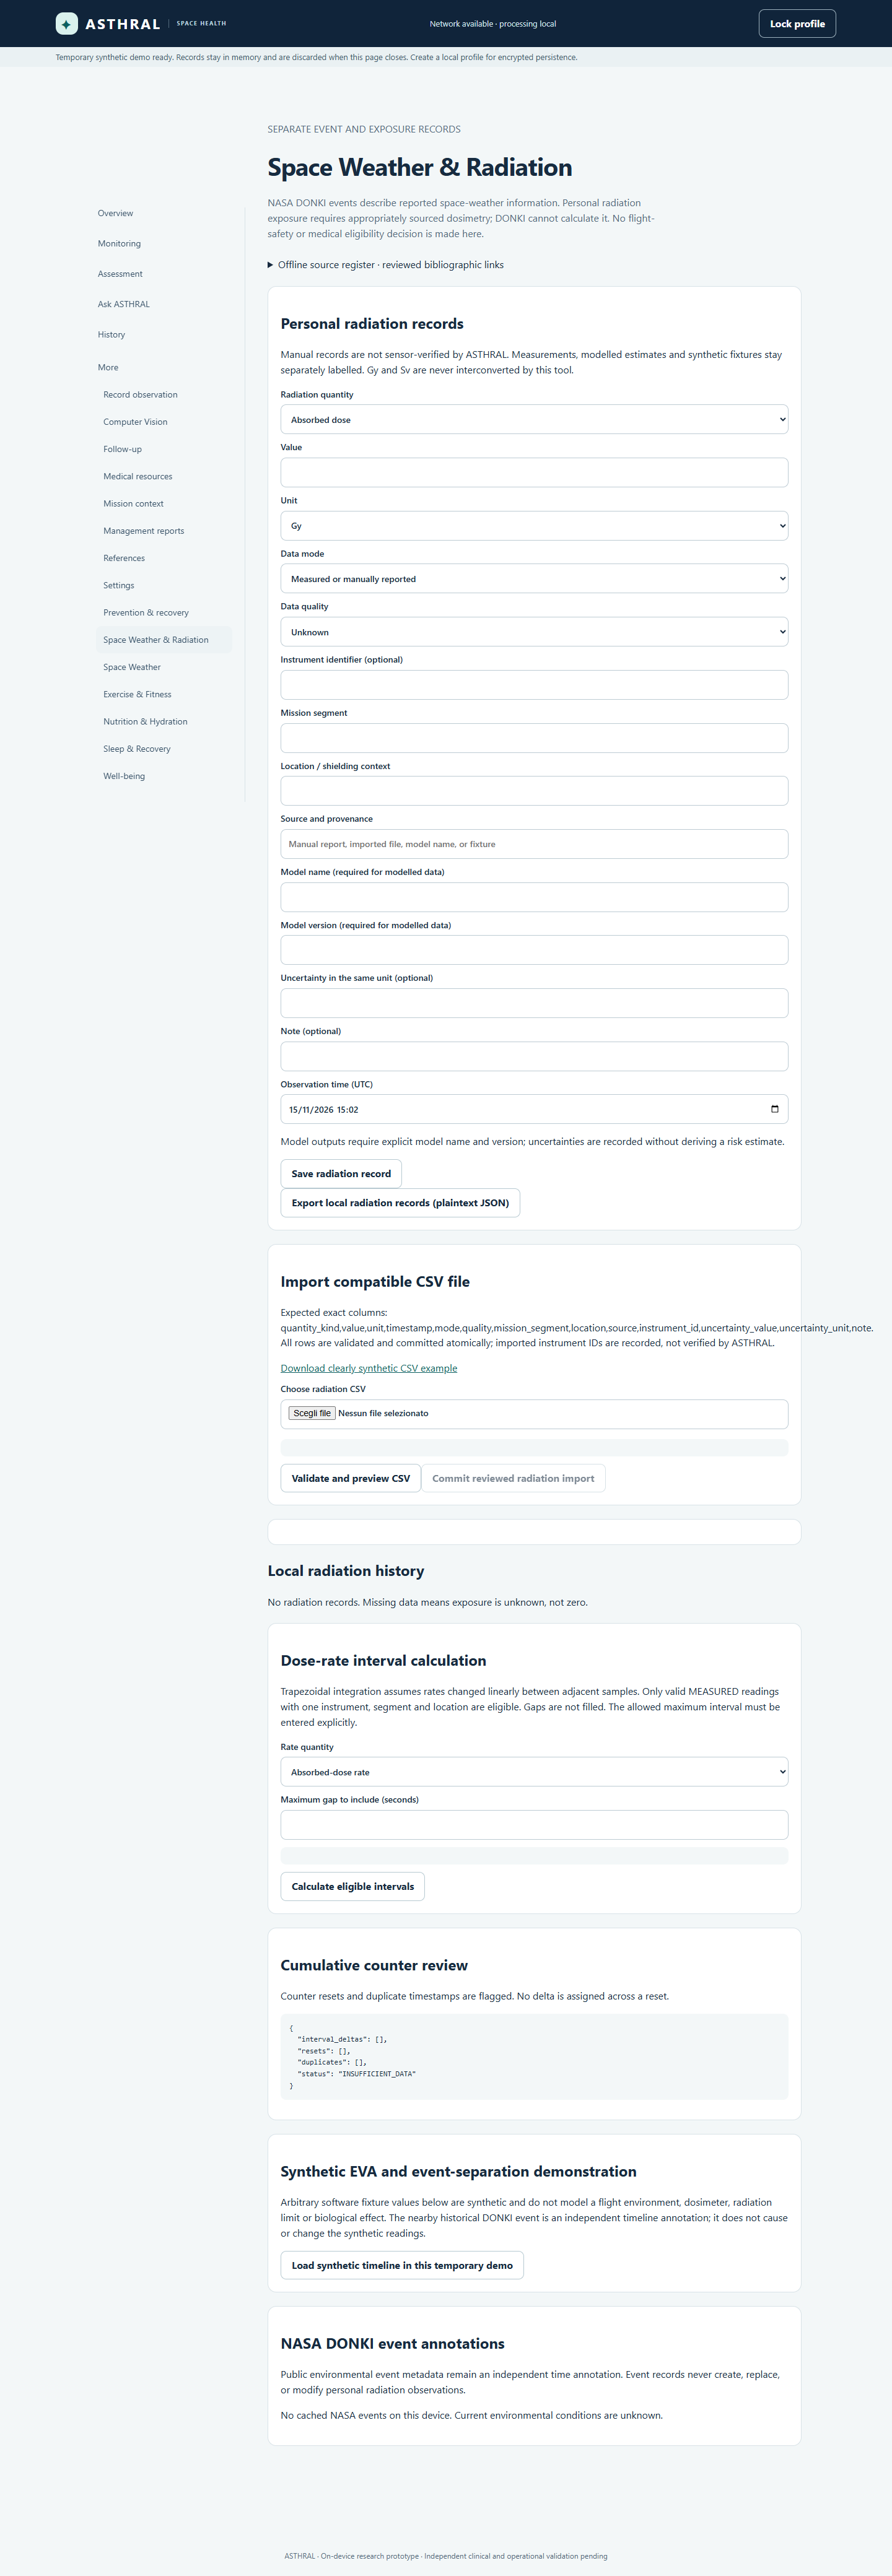 ASTHRAL
SPACE HEALTH
Network available · processing local
Lock profile
Temporary synthetic demo ready. Records stay in memory and are discarded when this page closes. Create a local profile for encrypted persistence.
Overview
Monitoring
Assessment
Ask ASTHRAL
History
More
Record observation
Computer Vision
Follow-up
Medical resources
Mission context
Management reports
References
Settings
Prevention & recovery
Space Weather & Radiation
Space Weather
Exercise & Fitness
Nutrition & Hydration
Sleep & Recovery
Well-being
SEPARATE EVENT AND EXPOSURE RECORDS
Space Weather & Radiation
NASA DONKI events describe reported space-weather information. Personal radiation
exposure requires appropriately sourced dosimetry; DONKI cannot calculate it. No flight-
safety or medical eligibility decision is made here.
Offline source register · reviewed bibliographic links
Personal radiation records
Manual records are not sensor-verified by ASTHRAL. Measurements, modelled estimates and synthetic fixtures stay
separately labelled. Gy and Sv are never interconverted by this tool.
Radiation quantity
Absorbed dose
Value
Unit
Gy
Data mode
Measured or manually reported
Data quality
Unknown
Instrument identifier (optional)
Mission segment
Location / shielding context
Source and provenance
Manual report, imported file, model name, or fixture
Model name (required for modelled data)
Model version (required for modelled data)
Uncertainty in the same unit (optional)
Note (optional)
Observation time (UTC)
15/11/2026 15:02
Model outputs require explicit model name and version; uncertainties are recorded without deriving a risk estimate.
Save radiation record
Export local radiation records (plaintext JSON)
Import compatible CSV file
Expected exact columns:
quantity_kind,value,unit,timestamp,mode,quality,mission_segment,location,source,instrument_id,uncertainty_value,uncertainty_unit,note.
All rows are validated and committed atomically; imported instrument IDs are recorded, not verified by ASTHRAL.
Download clearly synthetic CSV example
Choose radiation CSV
Scegli file Nessun file selezionato
Validate and preview CSV
Commit reviewed radiation import
Local radiation history
No radiation records. Missing data means exposure is unknown, not zero.
Dose-rate interval calculation
Trapezoidal integration assumes rates changed linearly between adjacent samples. Only valid MEASURED readings
with one instrument, segment and location are eligible. Gaps are not filled. The allowed maximum interval must be
entered explicitly.
Rate quantity
Absorbed-dose rate
Maximum gap to include (seconds)
Calculate eligible intervals
Cumulative counter review
Counter resets and duplicate timestamps are flagged. No delta is assigned across a reset.
{
"interval_deltas": [],
"resets": [],
"duplicates": [],
"status": "INSUFFICIENT_DATA"
}
Synthetic EVA and event-separation demonstration
Arbitrary software fixture values below are synthetic and do not model a flight environment, dosimeter, radiation
limit or biological effect. The nearby historical DONKI event is an independent timeline annotation; it does not cause
or change the synthetic readings.
Load synthetic timeline in this temporary demo
NASA DONKI event annotations
Public environmental event metadata remain an independent time annotation. Event records never create, replace,
or modify personal radiation observations.
No cached NASA events on this device. Current environmental conditions are unknown.
ASTHRAL · On-device research prototype · Independent clinical and operational validation pending